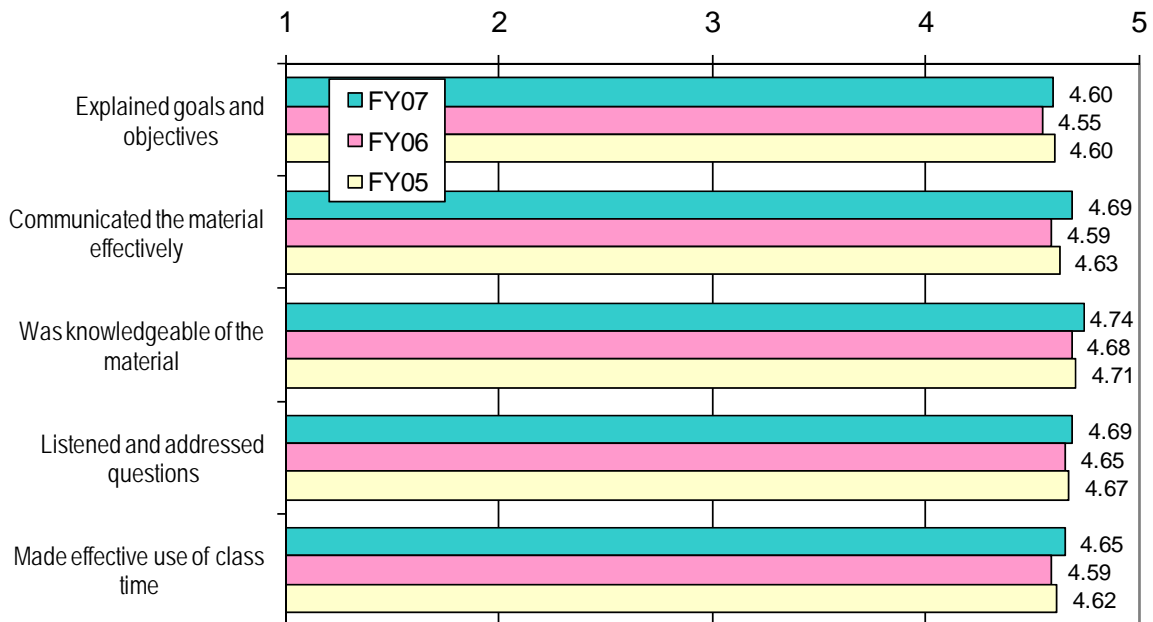 1 2 3 4 5
FY07
FY06
FY05
Explained goals and
objectives
4.60
4.55
4.60
Communicated the material
effectively
4.69
4.59
4.63
Was knowledgeable of the
material
4.74
4.68
4.71
Listened and addressed
questions
4.69
4.65
4.67
Made effective use of class
time
4.65
4.59
4.62